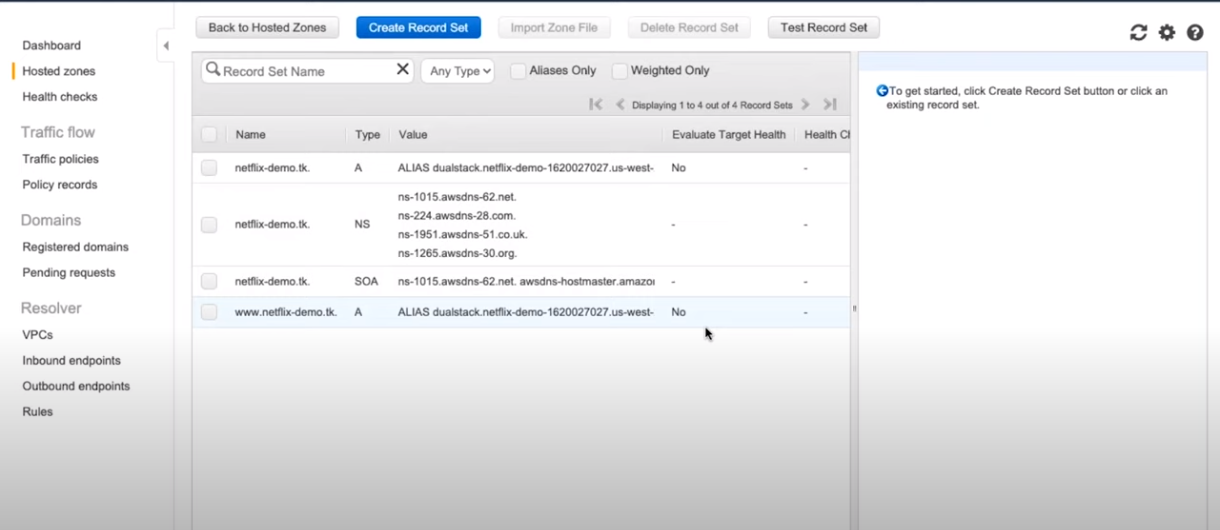 Back to Hosted Zones
Create Record Set
Import Zone File
Delete Record Set
Test Record Set
Dashboard
Hosted zones
Health checks
Traffic flow
Traffic policies
Policy records
Domains
Registered domains
Pending requests
Resolver
VPCs
Inbound endpoints
Outbound endpoints
Rules
Record Set Name
Any Type
Aliases Only
Weighted Only
Displaying 1 to 4 out of 4 Record Sets
Name Type Value Evaluate Target Health Health Cl
netflix-demo.tk. A ALIAS dualstack.netflix-demo-1620027027.us-west- No -
ns-1015.awsdns-62.net.
ns-224.awsdns-28.com.
netflix-demo.tk. NS - -
ns-1951.awsdns-51.co.uk.
ns-1265.awsdns-30.org.
netflix-demo.tk. SOA ns-1015.awsdns-62.net. awsdns-hostmaster.amazon - -
www.netflix-demo.tk. A ALIAS dualstack.netflix-demo-1620027027.us-west- No -
To get started, click Create Record Set button or click an
existing record set.